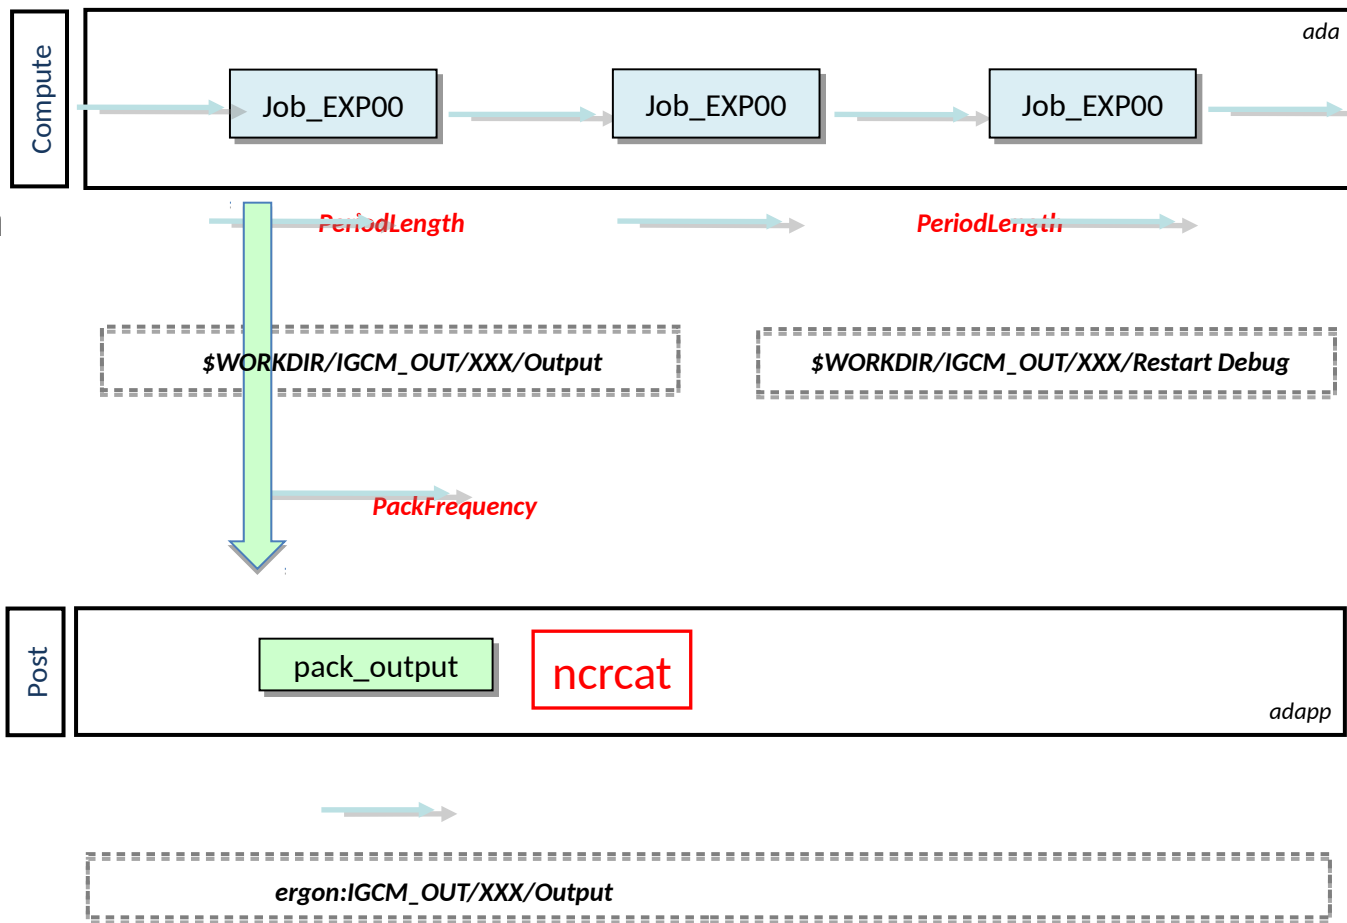 Compute
ada
Job_EXP00
Job_EXP00
Job_EXP00
PeriodLength
PeriodLength
$WORKDIR/IGCM_OUT/XXX/Output
$WORKDIR/IGCM_OUT/XXX/Restart Debug
PackFrequency
Post
pack_output
ncrcat
adapp
ergon:IGCM_OUT/XXX/Output